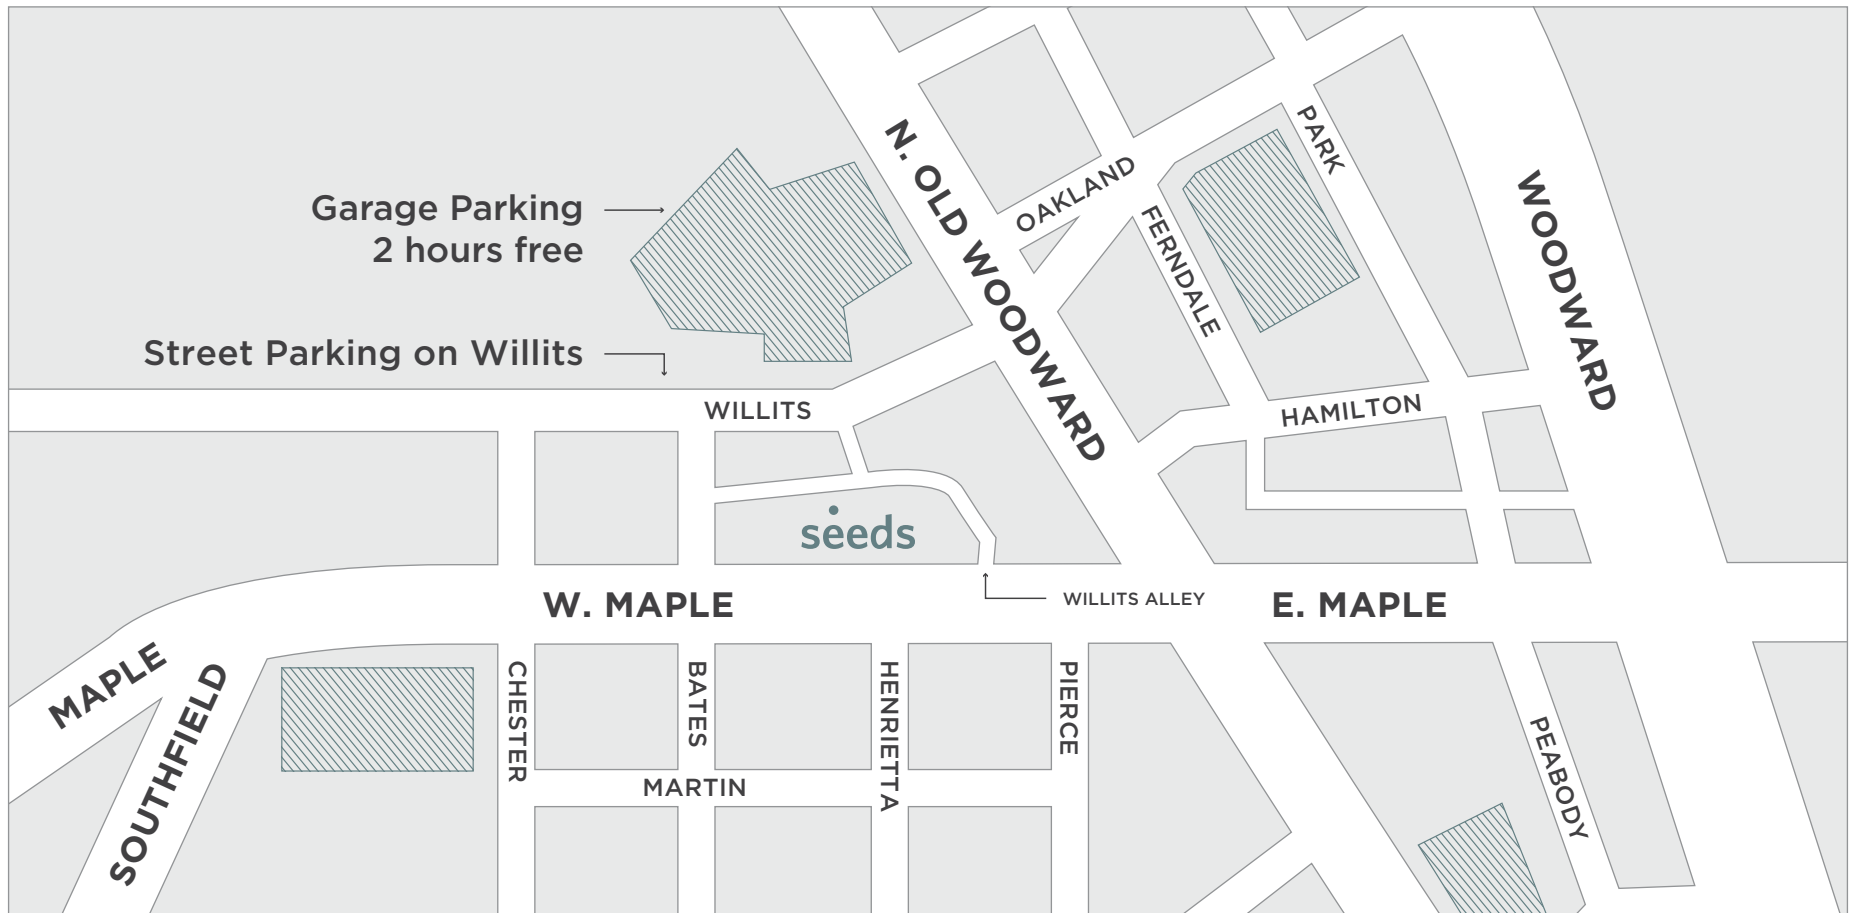 N. OLD WOODWARD
PARK
OAKLAND
WOODWARD
Garage Parking
2 hours free
FERNDALE
Street Parking on Willits
WILLITS
HAMILTON
seeds
WILLITS ALLEY
W. MAPLE
E. MAPLE
MAPLE
SOUTHFIELD
CHESTER
BATES
HENRIETTA
PIERCE
MARTIN
PEABODY